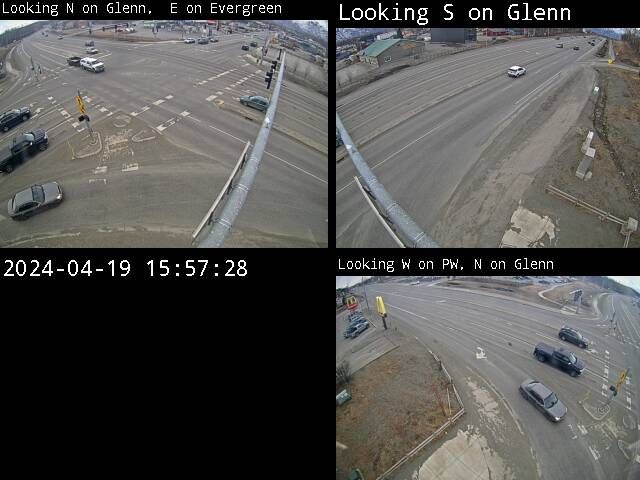 Looking N on Glenn,  E on Evergreen
Looking S on Glenn
2024-04-19 15:57:28
Looking W on PW, N on Glenn